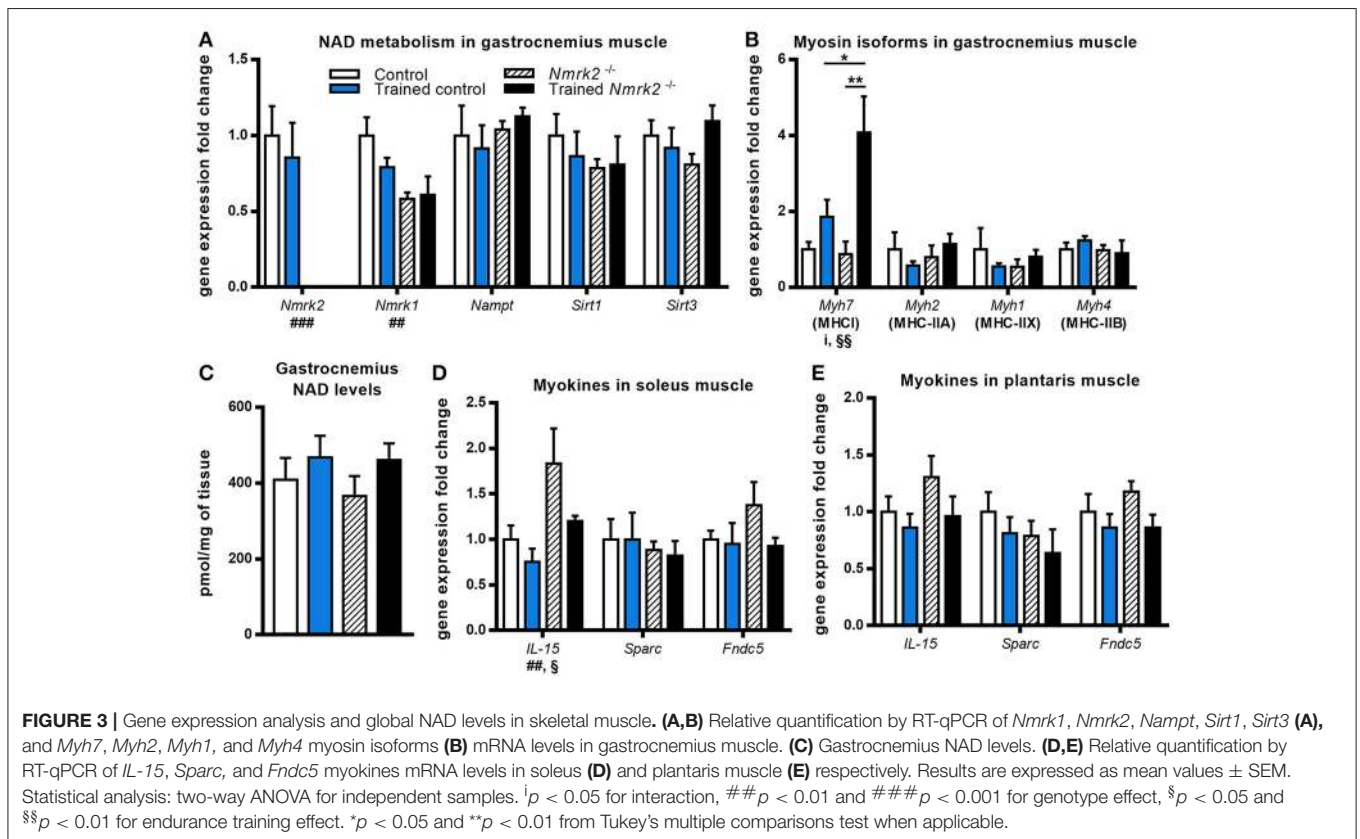 A
NAD metabolism in gastrocnemius muscle
gene expression fold change
1.5
1.0
0.5
0.0
Control
Trained control
Nmrk2 -/-
Trained Nmrk2 -/-
Nmrk2
###
Nmrk1
##
Nampt
Sirt1
Sirt3
B
Myosin isoforms in gastrocnemius muscle
gene expression fold change
6
4
2
0
*
**
Myh7
(MHCI)
i, §§
Myh2
(MHC-IIA)
Myh1
(MHC-IIX)
Myh4
(MHC-IIB)
C
Gastrocnemius
NAD levels
pmol/mg of tissue
600
400
200
0
D
Myokines in soleus muscle
gene expression fold change
2.5
2.0
1.5
1.0
0.5
0.0
IL-15
##, §
Sparc
Fndc5
E
Myokines in plantaris muscle
gene expression fold change
2.0
1.5
1.0
0.5
0.0
IL-15
Sparc
Fndc5
FIGURE 3 | Gene expression analysis and global NAD levels in skeletal muscle. (A,B) Relative quantification by RT-qPCR of Nmrk1, Nmrk2, Nampt, Sirt1, Sirt3 (A),
and Myh7, Myh2, Myh1, and Myh4 myosin isoforms (B) mRNA levels in gastrocnemius muscle. (C) Gastrocnemius NAD levels. (D,E) Relative quantification by
RT-qPCR of IL-15, Sparc, and Fndc5 myokines mRNA levels in soleus (D) and plantaris muscle (E) respectively. Results are expressed as mean values ± SEM.
Statistical analysis: two-way ANOVA for independent samples. ip < 0.05 for interaction, ##p < 0.01 and ###p < 0.001 for genotype effect, §p < 0.05 and
§§p < 0.01 for endurance training effect. *p < 0.05 and **p < 0.01 from Tukey's multiple comparisons test when applicable.